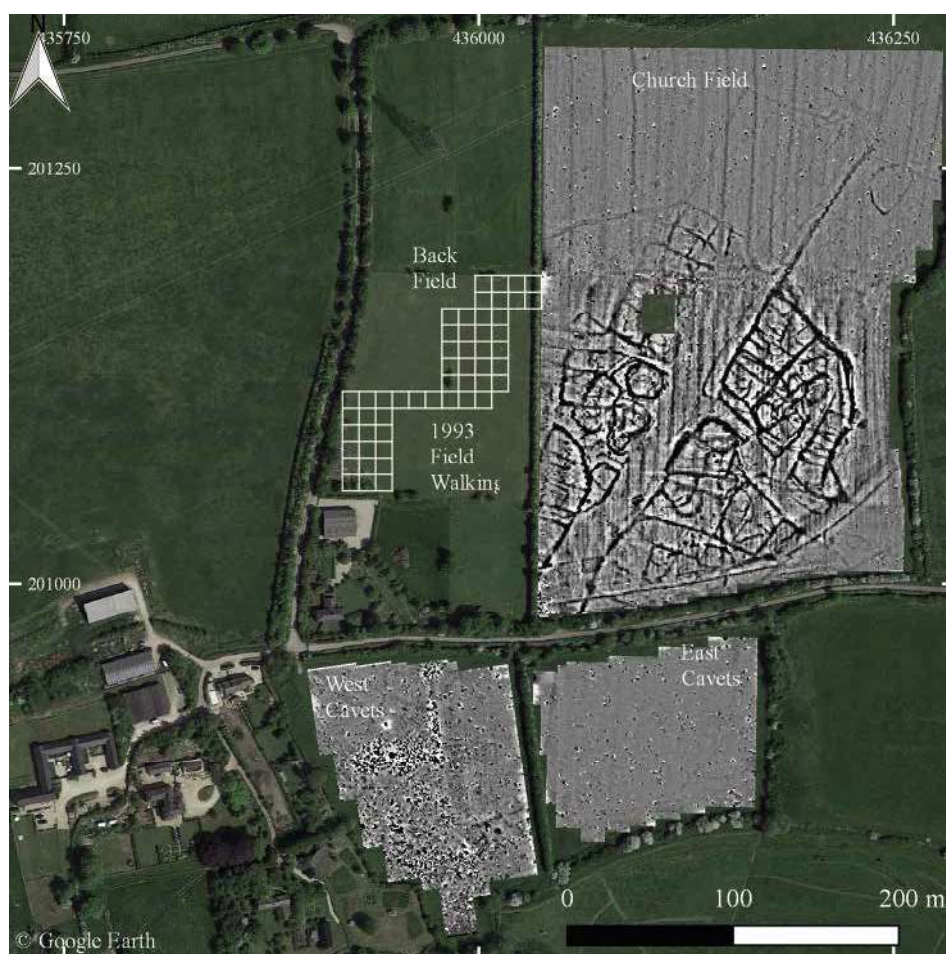 N
435750
436000
436250
Church Field
201250
Back
Field
1993
Field
Walking
201000
West
Cavets
East
Cavets
0
100
200 m
© Google Earth